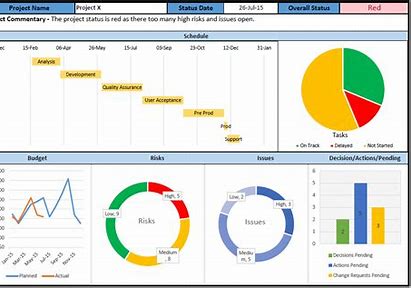 Project Name Project X Status Date 26-Jul-15 Overall Status Red
ct Commentary - The project status is red as there too many high risks and issues open.
Schedule
ec 15-Feb 06-Apr 26-May 15-Jul 03-Sep 23-Oct 12-Dec 31-Jan
Analysis
Development
Quality Assurance
User Acceptance
Pre Prod
Prod
Support
Tasks
On Track Delayed Not Started
Budget Risks Issues Decision/Actions/Pending
Low, 9
High, 5
Risks
Medium, 8
Low, 2
High, 3
Issues
Mediu
m, 5
6
5
4
3
2
1
0
2
5
3
Jan-15 Mar-15 May-15 Jul-15 Sep-15 Nov-15
Planned Actual
Decisions Pending
Actions Pending
Change Requests Pending